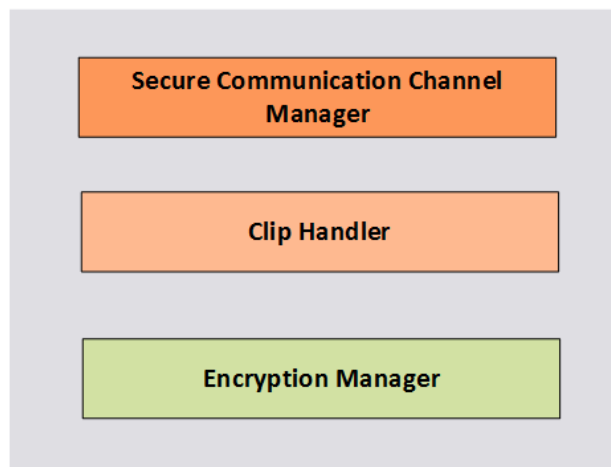 Secure Communication Channel
Manager
Clip Handler
Encryption Manager